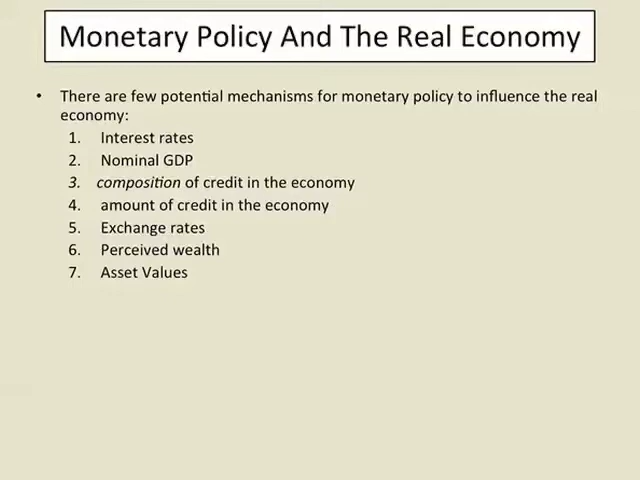 Monetary Policy And The Real Economy
• There are few potential mechanisms for monetary policy to influence the real
economy:
1. Interest rates
2. Nominal GDP
3. composition of credit in the economy
4. amount of credit in the economy
5. Exchange rates
6. Perceived wealth
7. Asset Values